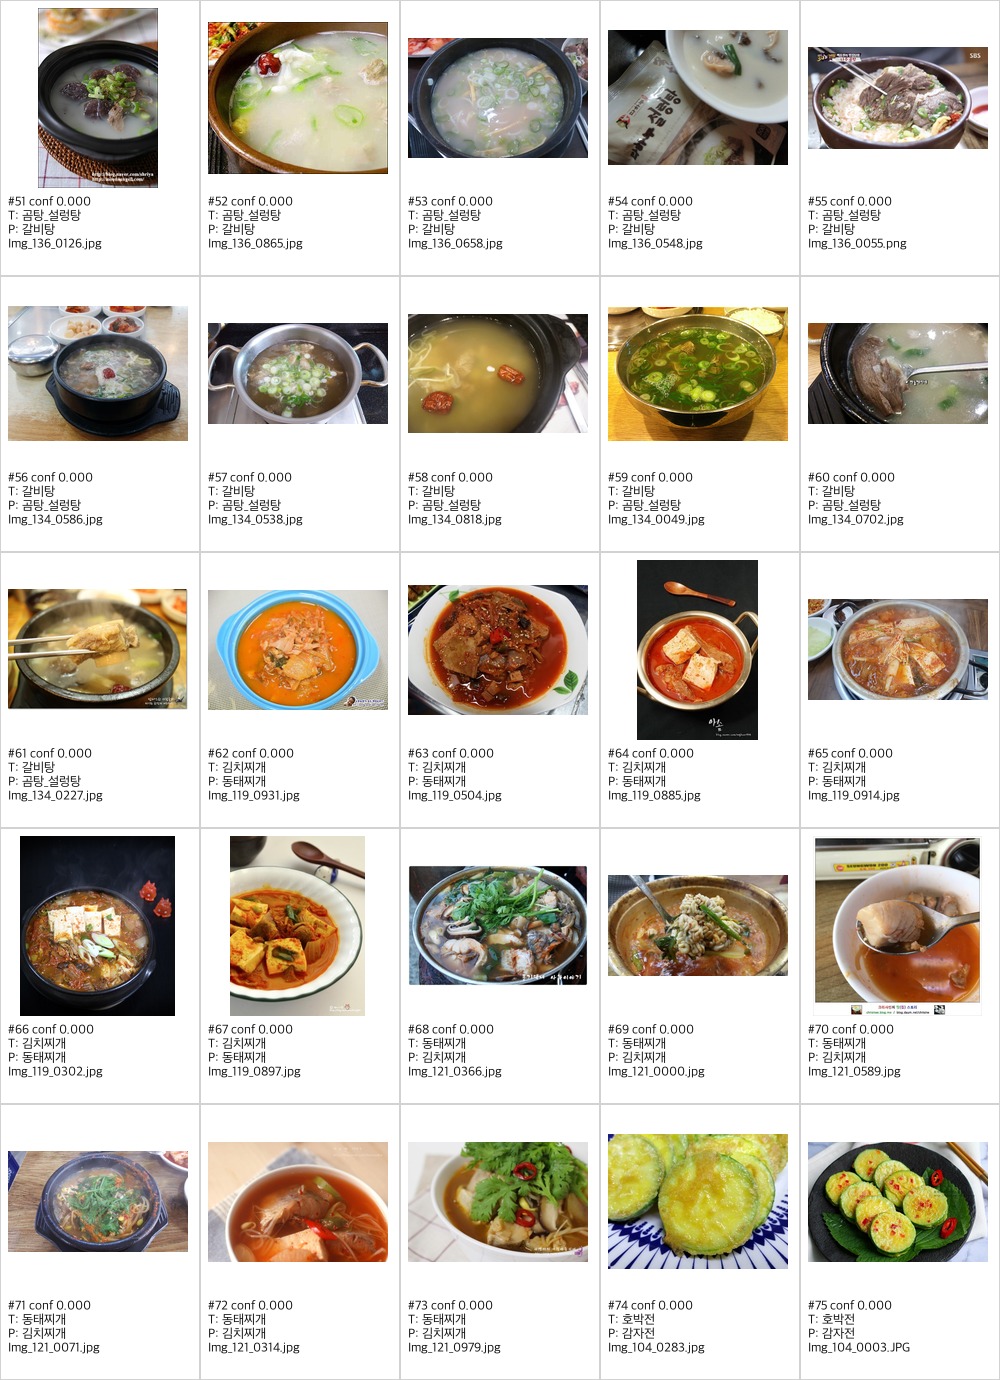 SBS
#51 conf 0.000
T: 곰탕_설렁탕
P: 갈비탕
Img_136_0126.jpg
#52 conf 0.000
T: 곰탕_설렁탕
P: 갈비탕
Img_136_0865.jpg
#53 conf 0.000
T: 곰탕_설렁탕
P: 갈비탕
Img_136_0658.jpg
#54 conf 0.000
T: 곰탕_설렁탕
P: 갈비탕
Img_136_0548.jpg
#55 conf 0.000
T: 곰탕_설렁탕
P: 갈비탕
Img_136_0055.png
#56 conf 0.000
T: 갈비탕
P: 곰탕_설렁탕
Img_134_0586.jpg
#57 conf 0.000
T: 갈비탕
P: 곰탕_설렁탕
Img_134_0538.jpg
#58 conf 0.000
T: 갈비탕
P: 곰탕_설렁탕
Img_134_0818.jpg
#59 conf 0.000
T: 갈비탕
P: 곰탕_설렁탕
Img_134_0049.jpg
#60 conf 0.000
T: 갈비탕
P: 곰탕_설렁탕
Img_134_0702.jpg
#61 conf 0.000
T: 갈비탕
P: 곰탕_설렁탕
Img_134_0227.jpg
#62 conf 0.000
T: 김치찌개
P: 동태찌개
Img_119_0931.jpg
#63 conf 0.000
T: 김치찌개
P: 동태찌개
Img_119_0504.jpg
#64 conf 0.000
T: 김치찌개
P: 동태찌개
Img_119_0885.jpg
#65 conf 0.000
T: 김치찌개
P: 동태찌개
Img_119_0914.jpg
#66 conf 0.000
T: 김치찌개
P: 동태찌개
Img_119_0302.jpg
#67 conf 0.000
T: 김치찌개
P: 동태찌개
Img_119_0897.jpg
#68 conf 0.000
T: 동태찌개
P: 김치찌개
Img_121_0366.jpg
#69 conf 0.000
T: 동태찌개
P: 김치찌개
Img_121_0000.jpg
#70 conf 0.000
T: 동태찌개
P: 김치찌개
Img_121_0589.jpg
#71 conf 0.000
T: 동태찌개
P: 김치찌개
Img_121_0071.jpg
#72 conf 0.000
T: 동태찌개
P: 김치찌개
Img_121_0314.jpg
#73 conf 0.000
T: 동태찌개
P: 김치찌개
Img_121_0979.jpg
#74 conf 0.000
T: 호박전
P: 감자전
Img_104_0283.jpg
#75 conf 0.000
T: 호박전
P: 감자전
Img_104_0003.JPG